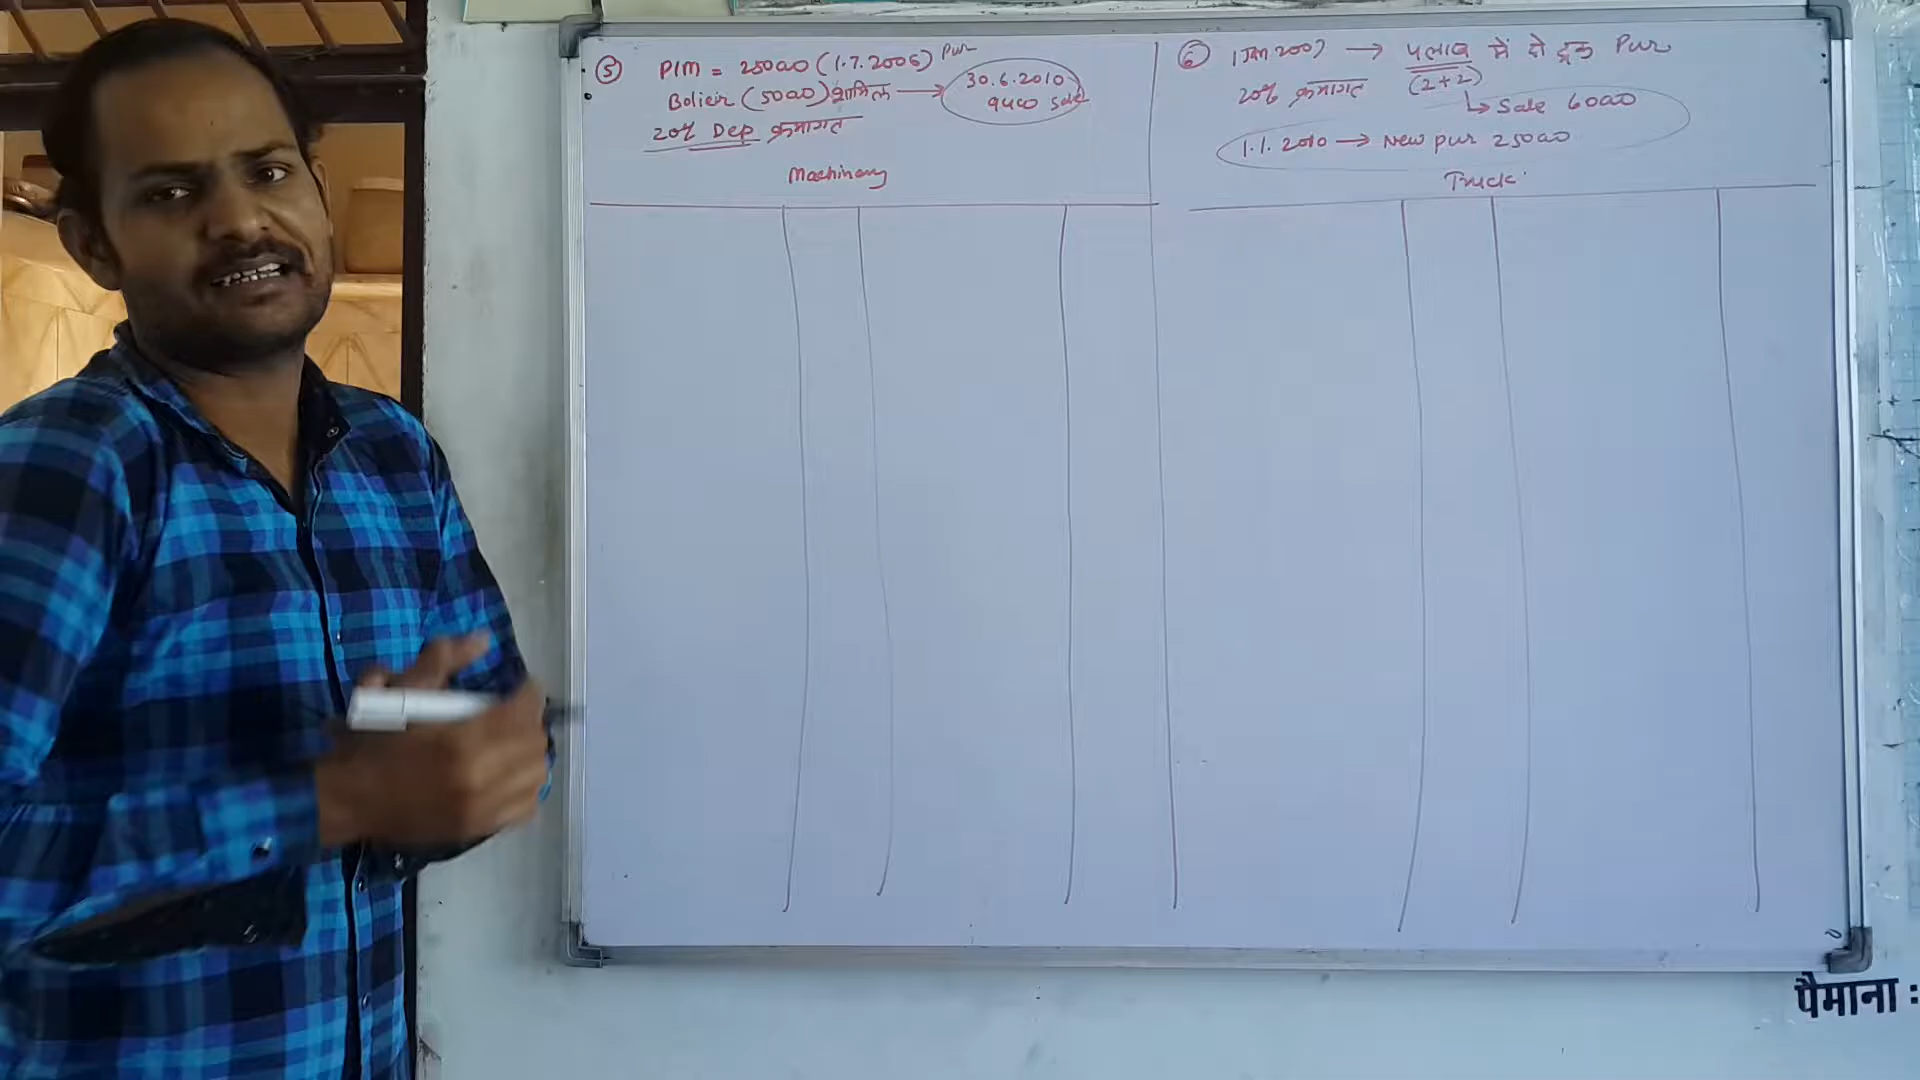 ⑤ P/M = 25000 (1.7.2006) Pur
Bolier (5000) शामिल → 30.6.2010
9400 Sale
20% Dep क्रमागत
Machinery
⑥ 1 Jan 2007 → 4 लाख में दो ट्रक Pur
20% क्रमागत (2+2)
↳ Sale 6000
1.1.2010 → New pur 25000
Truck
पैमाना :